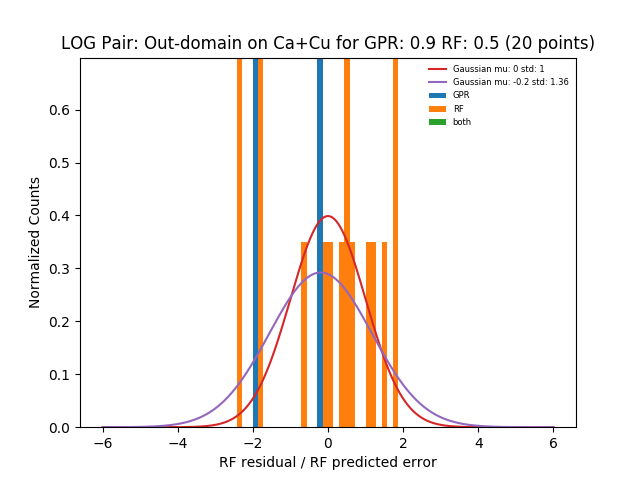 LOG Pair: Out-domain on Ca+Cu for GPR: 0.9 RF: 0.5 (20 points)
Gaussian mu: 0 std: 1
Gaussian mu: -0.2 std: 1.36
GPR
RF
both
Normalized Counts
0.6
0.5
0.4
0.3
0.2
0.1
0.0
−6 −4 −2 0 2 4 6
RF residual / RF predicted error